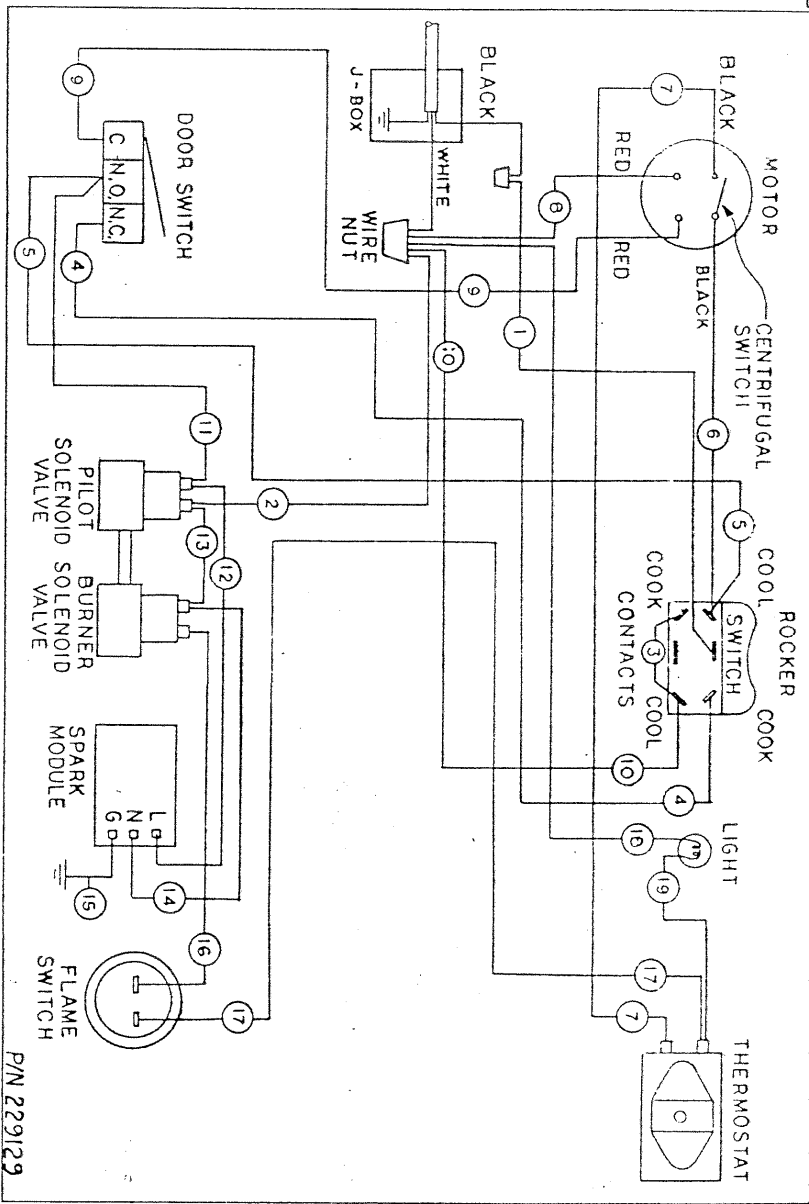 MOTOR
BLACK
7
RED
RED
BLACK
CENTRIFUGAL
SWITCH
6
BLACK
J-BOX
WHITE
WIRE
NUT
8
9
1
10
9
DOOR SWITCH
C
N.O.
N.C.
5
4
5
COOL
ROCKER
SWITCH
COOK
COOK
CONTACTS
COOL
3
10
4
LIGHT
18
19
17
7
THERMOSTAT
11
2
13
12
PILOT
SOLENOID
VALVE
BURNER
SOLENOID
VALVE
SPARK
MODULE
L
N
G
14
15
16
17
FLAME
SWITCH
P/N 229129